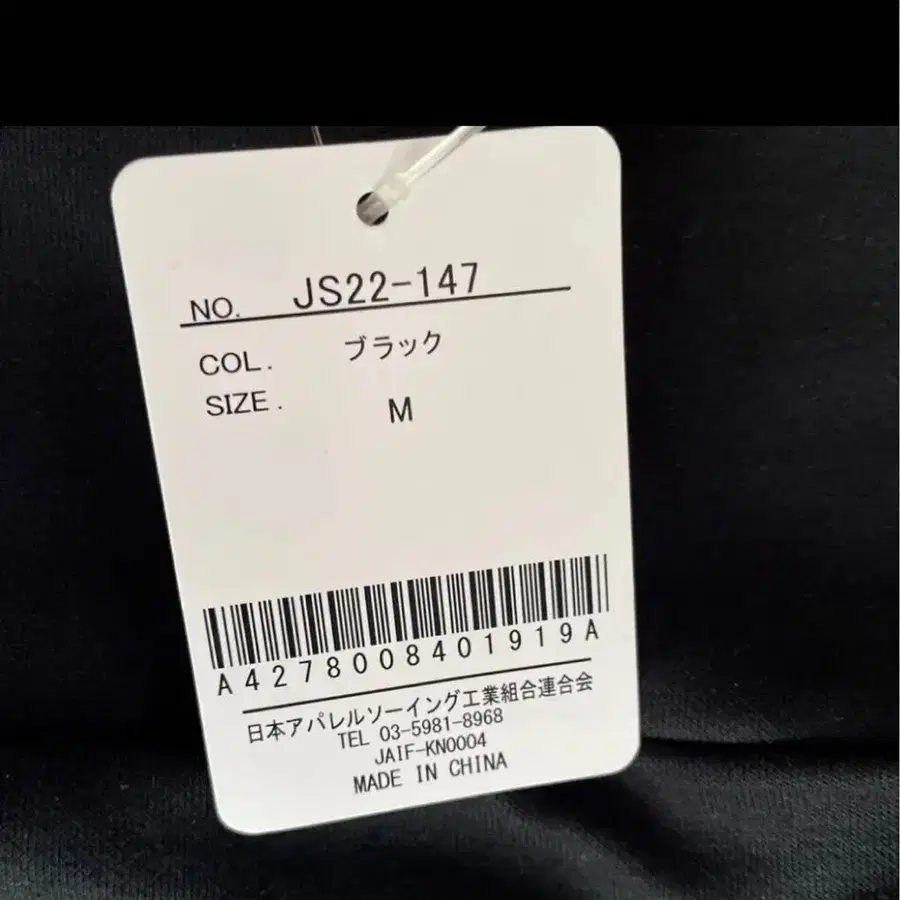 NO. JS22-147
COL. ブラック
SIZE. M
A4278008401919A
日本アパレルソーイング工業組合連合会
TEL 03-5981-8968
JAIF-KN0004
MADE IN CHINA